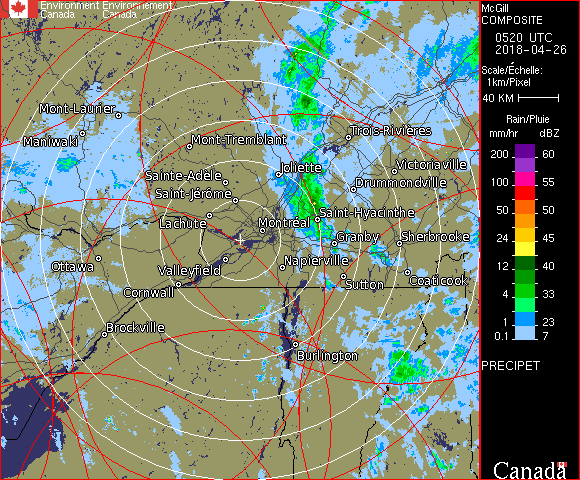 Environment Environnement
Canada Canada
McGill
COMPOSITE
0520 UTC
2018-04-26
Scale/Échelle:
1km/Pixel
40 KM
Rain/Pluie
mm/hr dBZ
200 60
100 55
50 50
24 45
12 40
4 33
1 23
0.1 7
PRECIPET
Canada
Mont-Laurier
Maniwaki
Mont-Tremblant
Trois-Rivières
Joliette
Victoriaville
Sainte-Adèle
Drummondville
Saint-Jérôme
Saint-Hyacinthe
Lachute
Montréal
Granby
Sherbrooke
Ottawa
Valleyfield
Napierville
Coaticook
Cornwall
Sutton
Brockville
Burlington